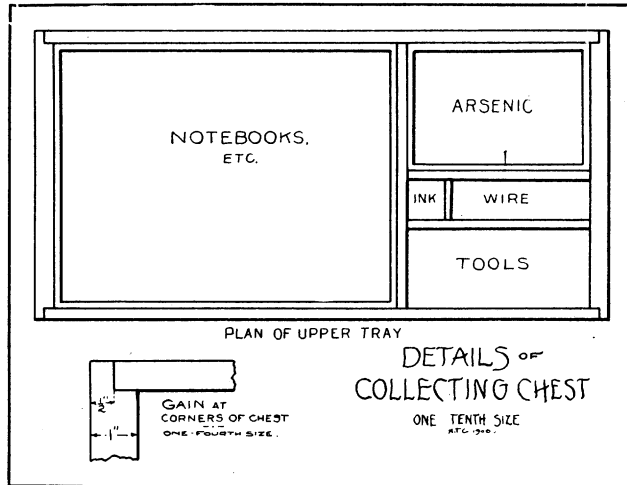 NOTEBOOKS,
ETC.
ARSENIC
INK
WIRE
TOOLS
PLAN OF UPPER TRAY
1/2"
1"
GAIN AT
CORNERS OF CHEST
ONE-FOURTH SIZE.
DETAILS OF
COLLECTING CHEST
ONE TENTH SIZE